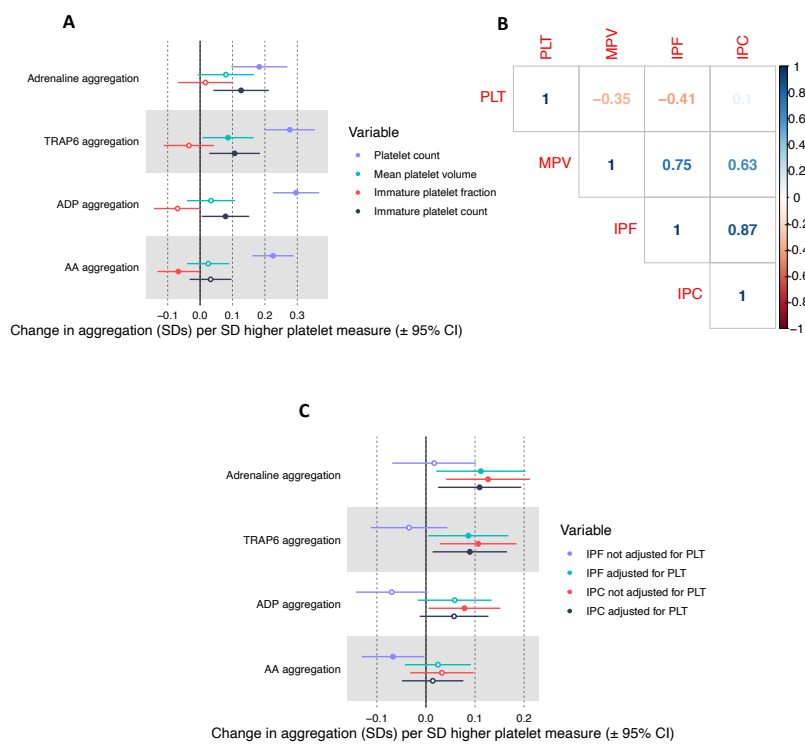 A
Adrenaline aggregation
TRAP6 aggregation
ADP aggregation
AA aggregation
−0.1 0.0 0.1 0.2 0.3
Change in aggregation (SDs) per SD higher platelet measure (± 95% CI)
Variable
Platelet count
Mean platelet volume
Immature platelet fraction
Immature platelet count
B
PLT MPV IPF IPC
PLT 1 −0.35 −0.41 0.1
MPV 1 0.75 0.63
IPF 1 0.87
IPC 1
1
0.8
0.6
0.4
0.2
0
−0.2
−0.4
−0.6
−0.8
−1
C
Adrenaline aggregation
TRAP6 aggregation
ADP aggregation
AA aggregation
−0.1 0.0 0.1 0.2
Change in aggregation (SDs) per SD higher platelet measure (± 95% CI)
Variable
IPF not adjusted for PLT
IPF adjusted for PLT
IPC not adjusted for PLT
IPC adjusted for PLT